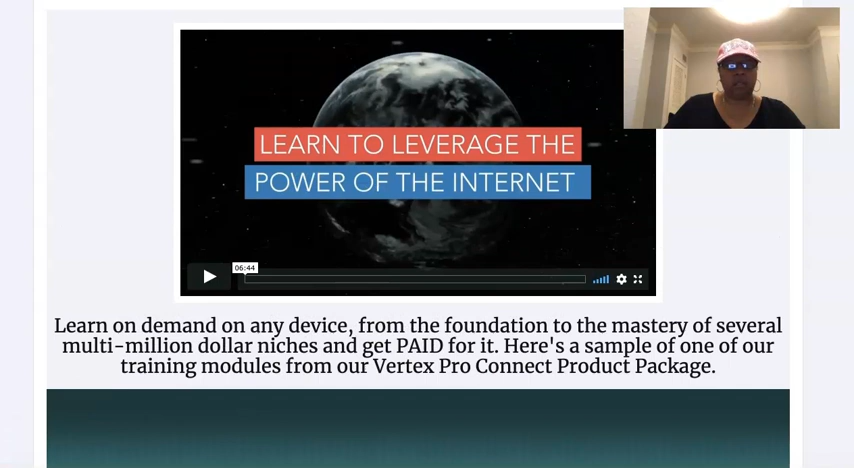 LEARN TO LEVERAGE THE
POWER OF THE INTERNET
06:44
Learn on demand on any device, from the foundation to the mastery of several
multi-million dollar niches and get PAID for it. Here's a sample of one of our
training modules from our Vertex Pro Connect Product Package.